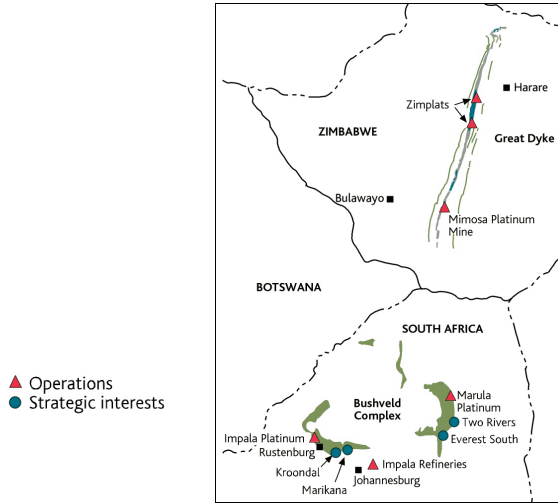 Harare
Zimplats
ZIMBABWE
Great Dyke
Bulawayo
Mimosa Platinum
Mine
BOTSWANA
SOUTH AFRICA
Operations
Strategic interests
Marula
Platinum
Bushveld
Complex
Two Rivers
Impala Platinum
Everest South
Rustenburg
Impala Refineries
Kroondal
Johannesburg
Marikana